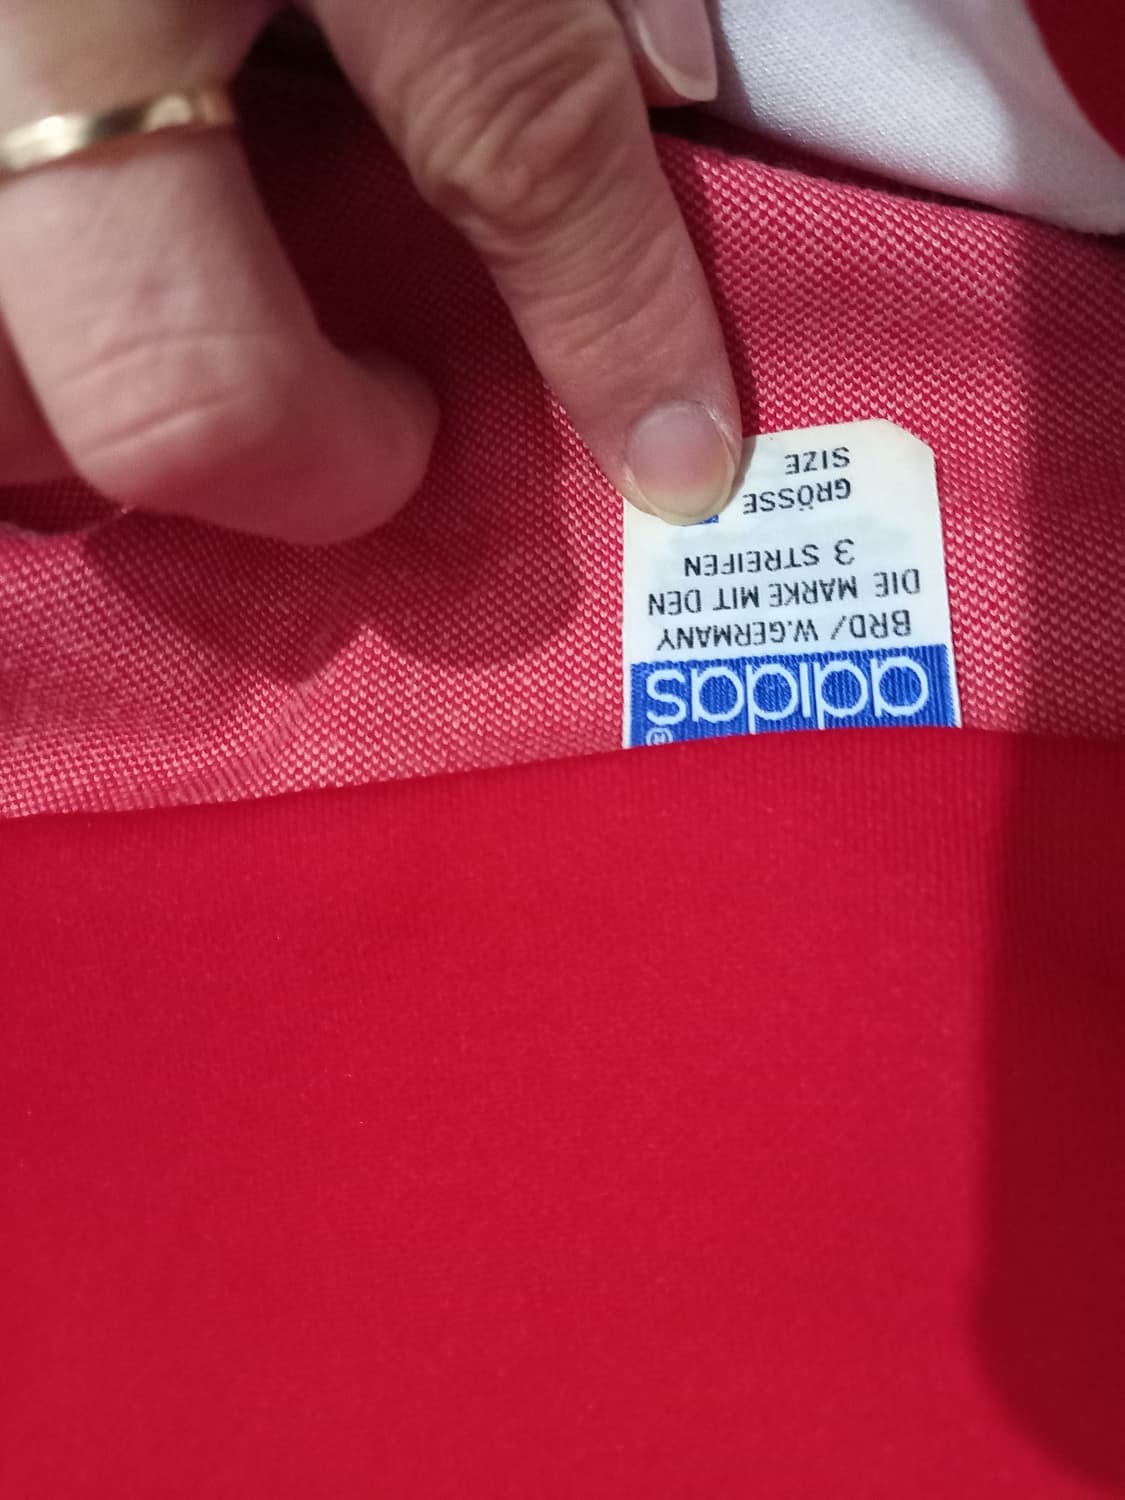 adidas®
BRD/ W.GERMANY
DIE MARKE MIT DEN
3 STREIFEN
GRÖSSE
SIZE